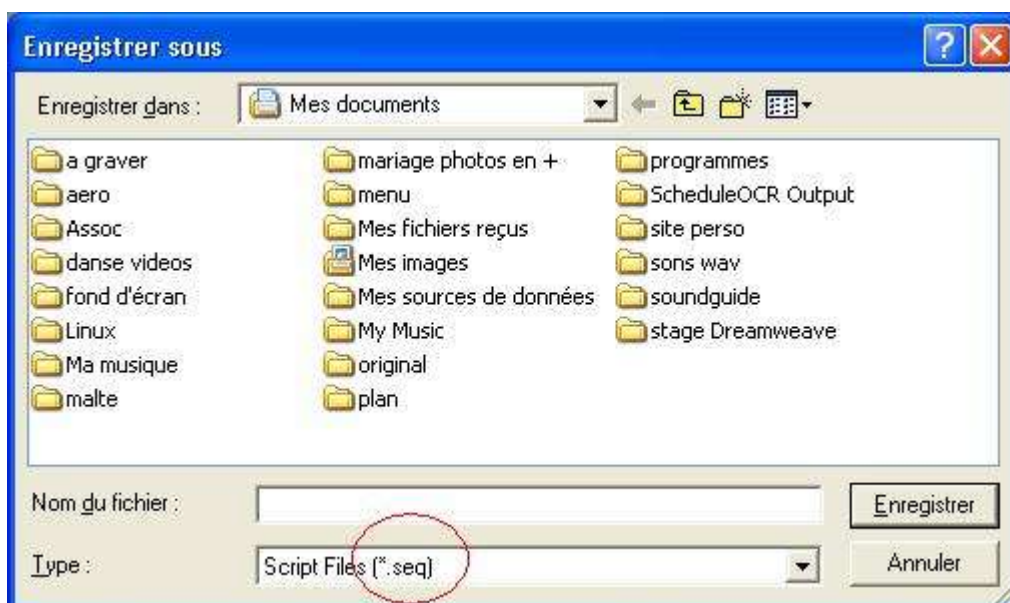 Enregistrer sous
Enregistrer dans : Mes documents
a graver
aero
Assoc
danse videos
fond d'écran
Linux
Ma musique
malte
mariage photos en +
menu
Mes fichiers reçus
Mes images
Mes sources de données
My Music
original
plan
programmes
ScheduleOCR Output
site perso
sons wav
soundguide
stage Dreamweave
Nom du fichier : Enregistrer
Type : Script Files (*.seq) Annuler